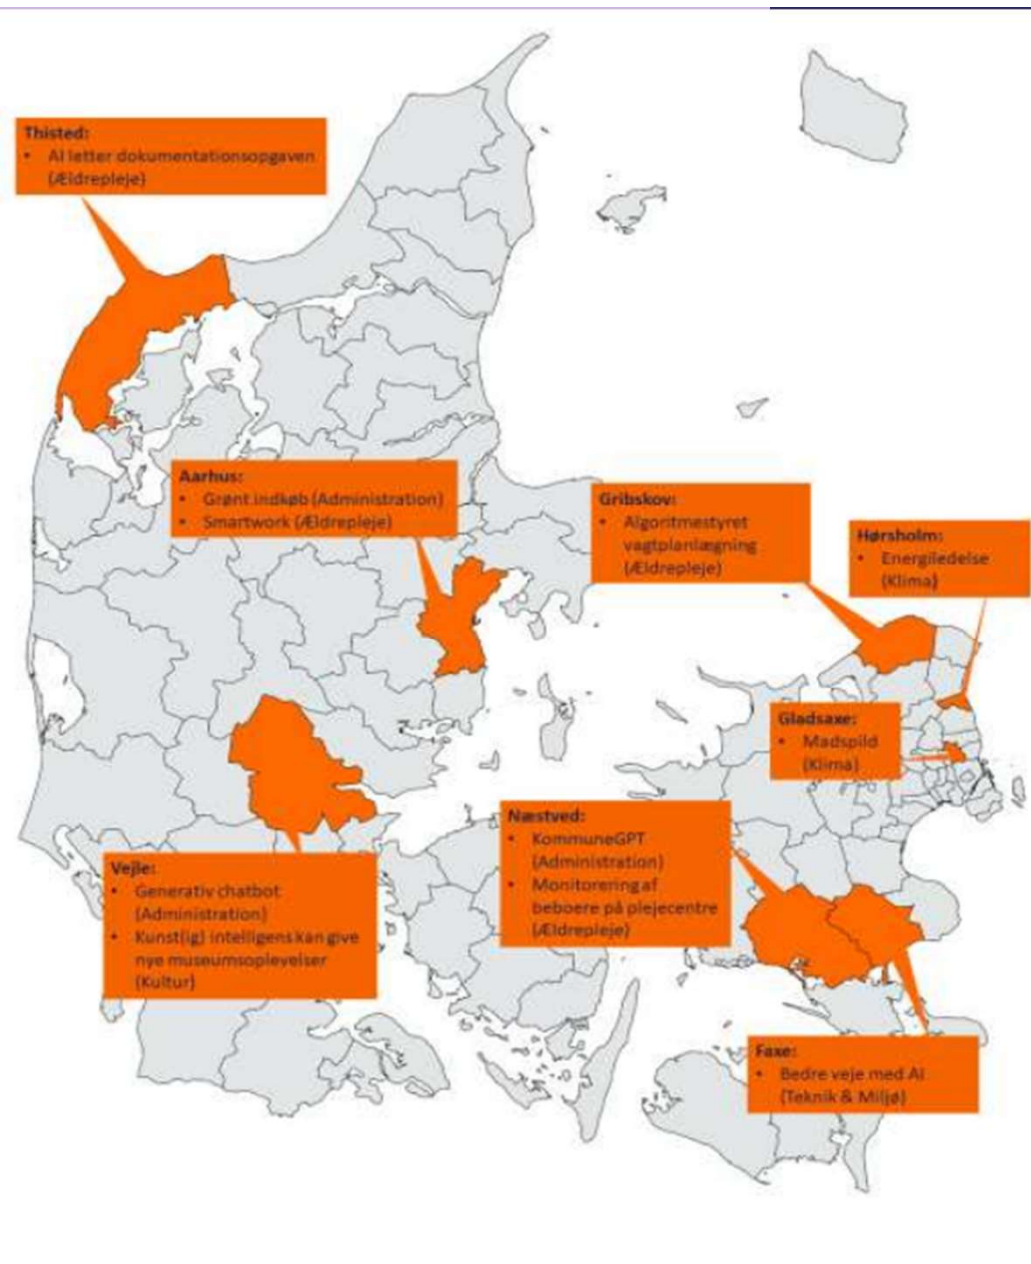 Thisted:
• AI letter dokumentationsopgaven
(Ældrepleje)
Aarhus:
• Grønt indkøb (Administration)
• Smartwork (Ældrepleje)
Gribskov:
• Algoritmestyret
vagtplanlægning
(Ældrepleje)
Hørsholm:
• Energiledelse
(Klima)
Gladsaxe:
• Madspild
(Klima)
Næstved:
• KommuneGPT
(Administration)
• Monitorering af
beboere på plejecentre
(Ældrepleje)
Vejle:
• Generativ chatbot
(Administration)
• Kunst(ig) intelligens kan give
nye museumsoplevelser
(Kultur)
Faxe:
• Bedre veje med AI
(Teknik & Miljø)